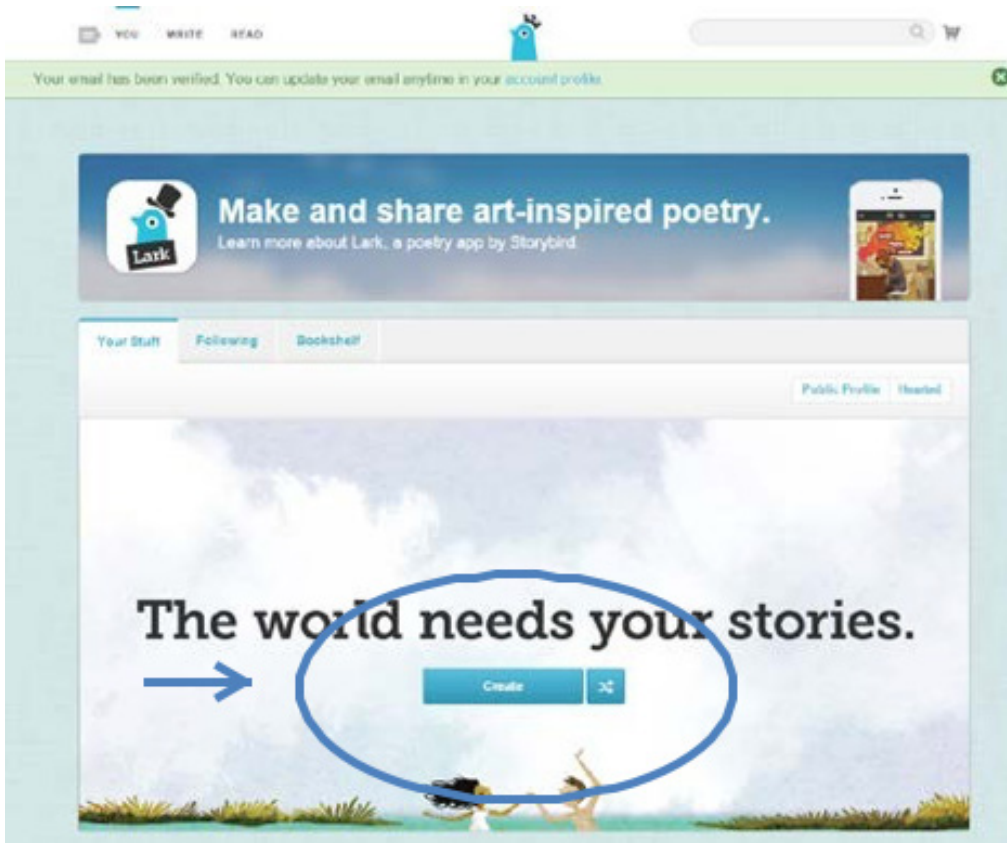 YOU WRITE READ
Your email has been verified. You can update your email anytime in your account profile.
Make and share art-inspired poetry.
Learn more about Lark, a poetry app by Storybird.
Lark
Your Stuff Following Bookshelf
Public Profile Hearted
The world needs your stories.
Create